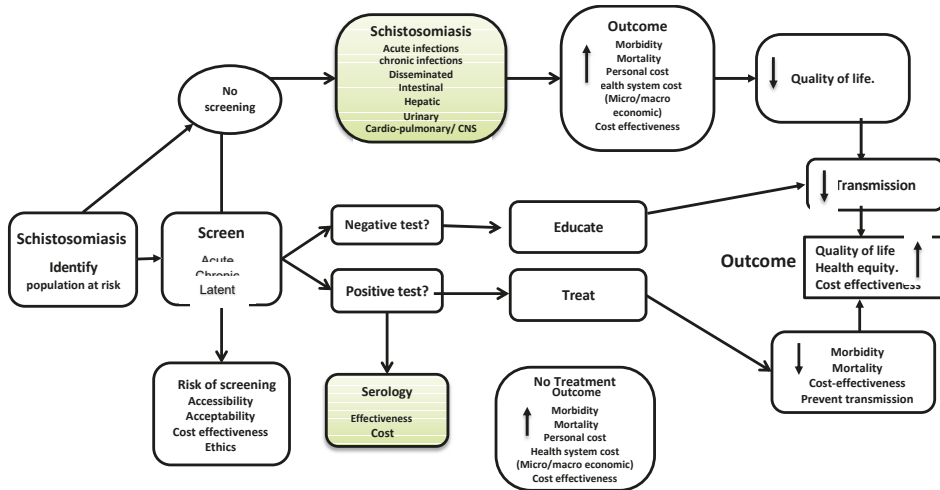 No
screening
Schistosomiasis
Acute infections
chronic infections
Disseminated
Intestinal
Hepatic
Urinary
Cardio-pulmonary/ CNS
Outcome
Morbidity
Mortality
Personal cost
ealth system cost
(Micro/macro
economic)
Cost effectiveness
Quality of life.
Transmission
Schistosomiasis
Identify
population at risk
Screen
Acute
Chronic
Latent
Negative test?
Educate
Positive test?
Treat
Outcome
Quality of life
Health equity.
Cost effectiveness
Morbidity
Mortality
Cost-effectiveness
Prevent transmission
Risk of screening
Accessibility
Acceptability
Cost effectiveness
Ethics
Serology
Effectiveness
Cost
No Treatment
Outcome
Morbidity
Mortality
Personal cost
Health system cost
(Micro/macro economic)
Cost effectiveness